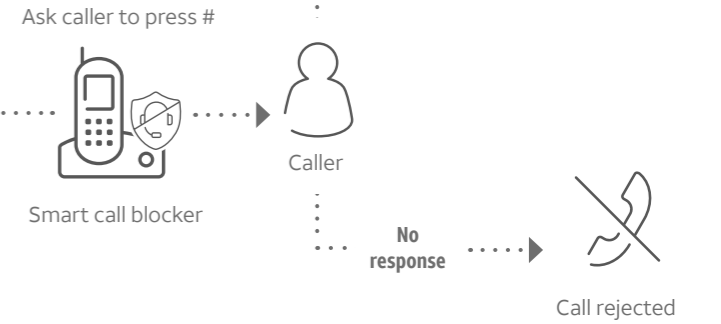 Ask caller to press #
Caller
Smart call blocker
No
response
Call rejected